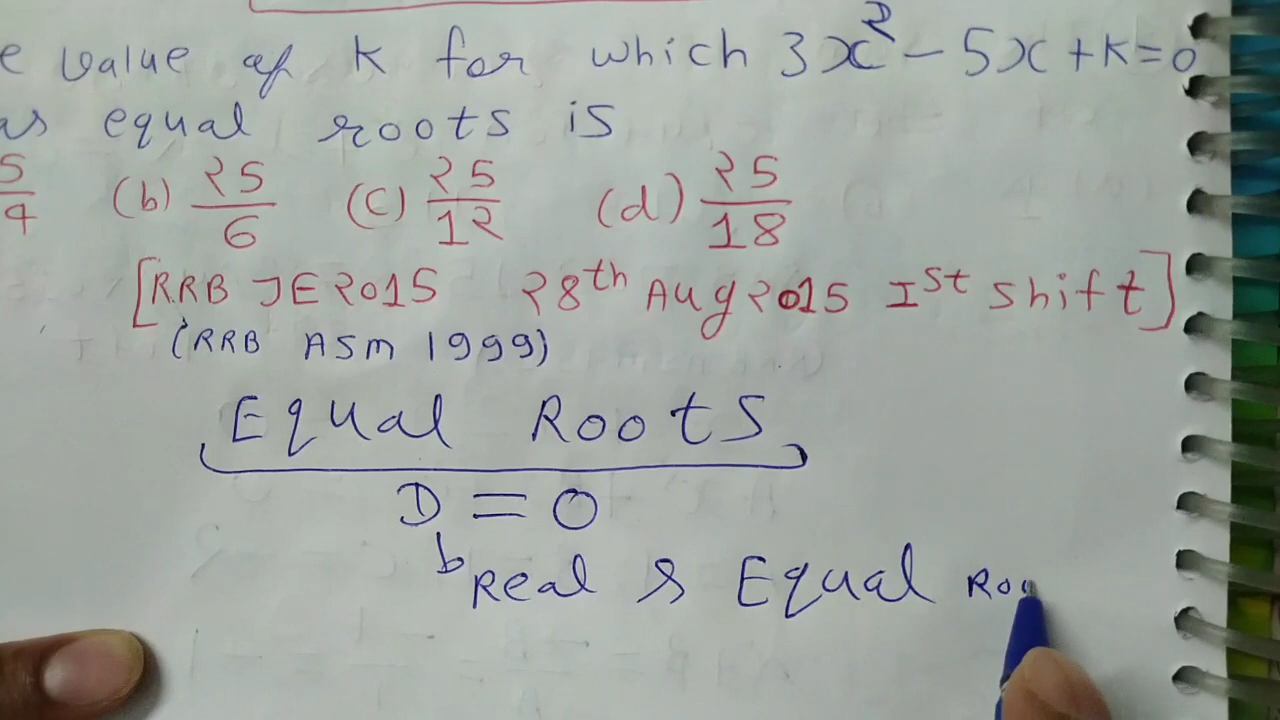 e value of K for which 3x² - 5x + K = 0
as equal roots is
5/4 (b) 25/6 (c) 25/12 (d) 25/18
[RRB JE 2015 28th Aug 2015 Ist shift]
(RRB ASM 1999)
Equal Roots
D = 0
Real & Equal Roo